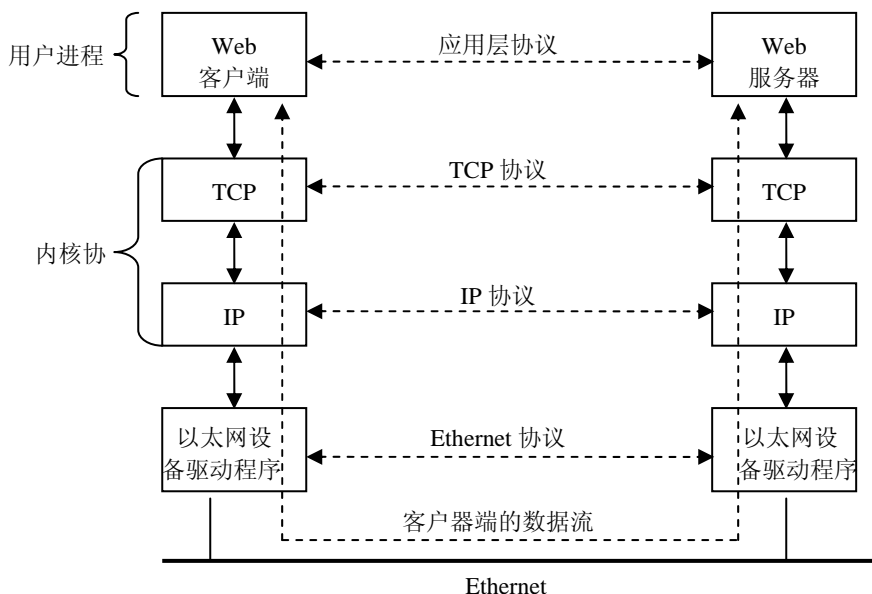 用户进程
Web
客户端
应用层协议
Web
服务器
TCP
TCP 协议
TCP
内核协
IP
IP 协议
IP
以太网设
备驱动程序
Ethernet 协议
以太网设
备驱动程序
客户器端的数据流
Ethernet